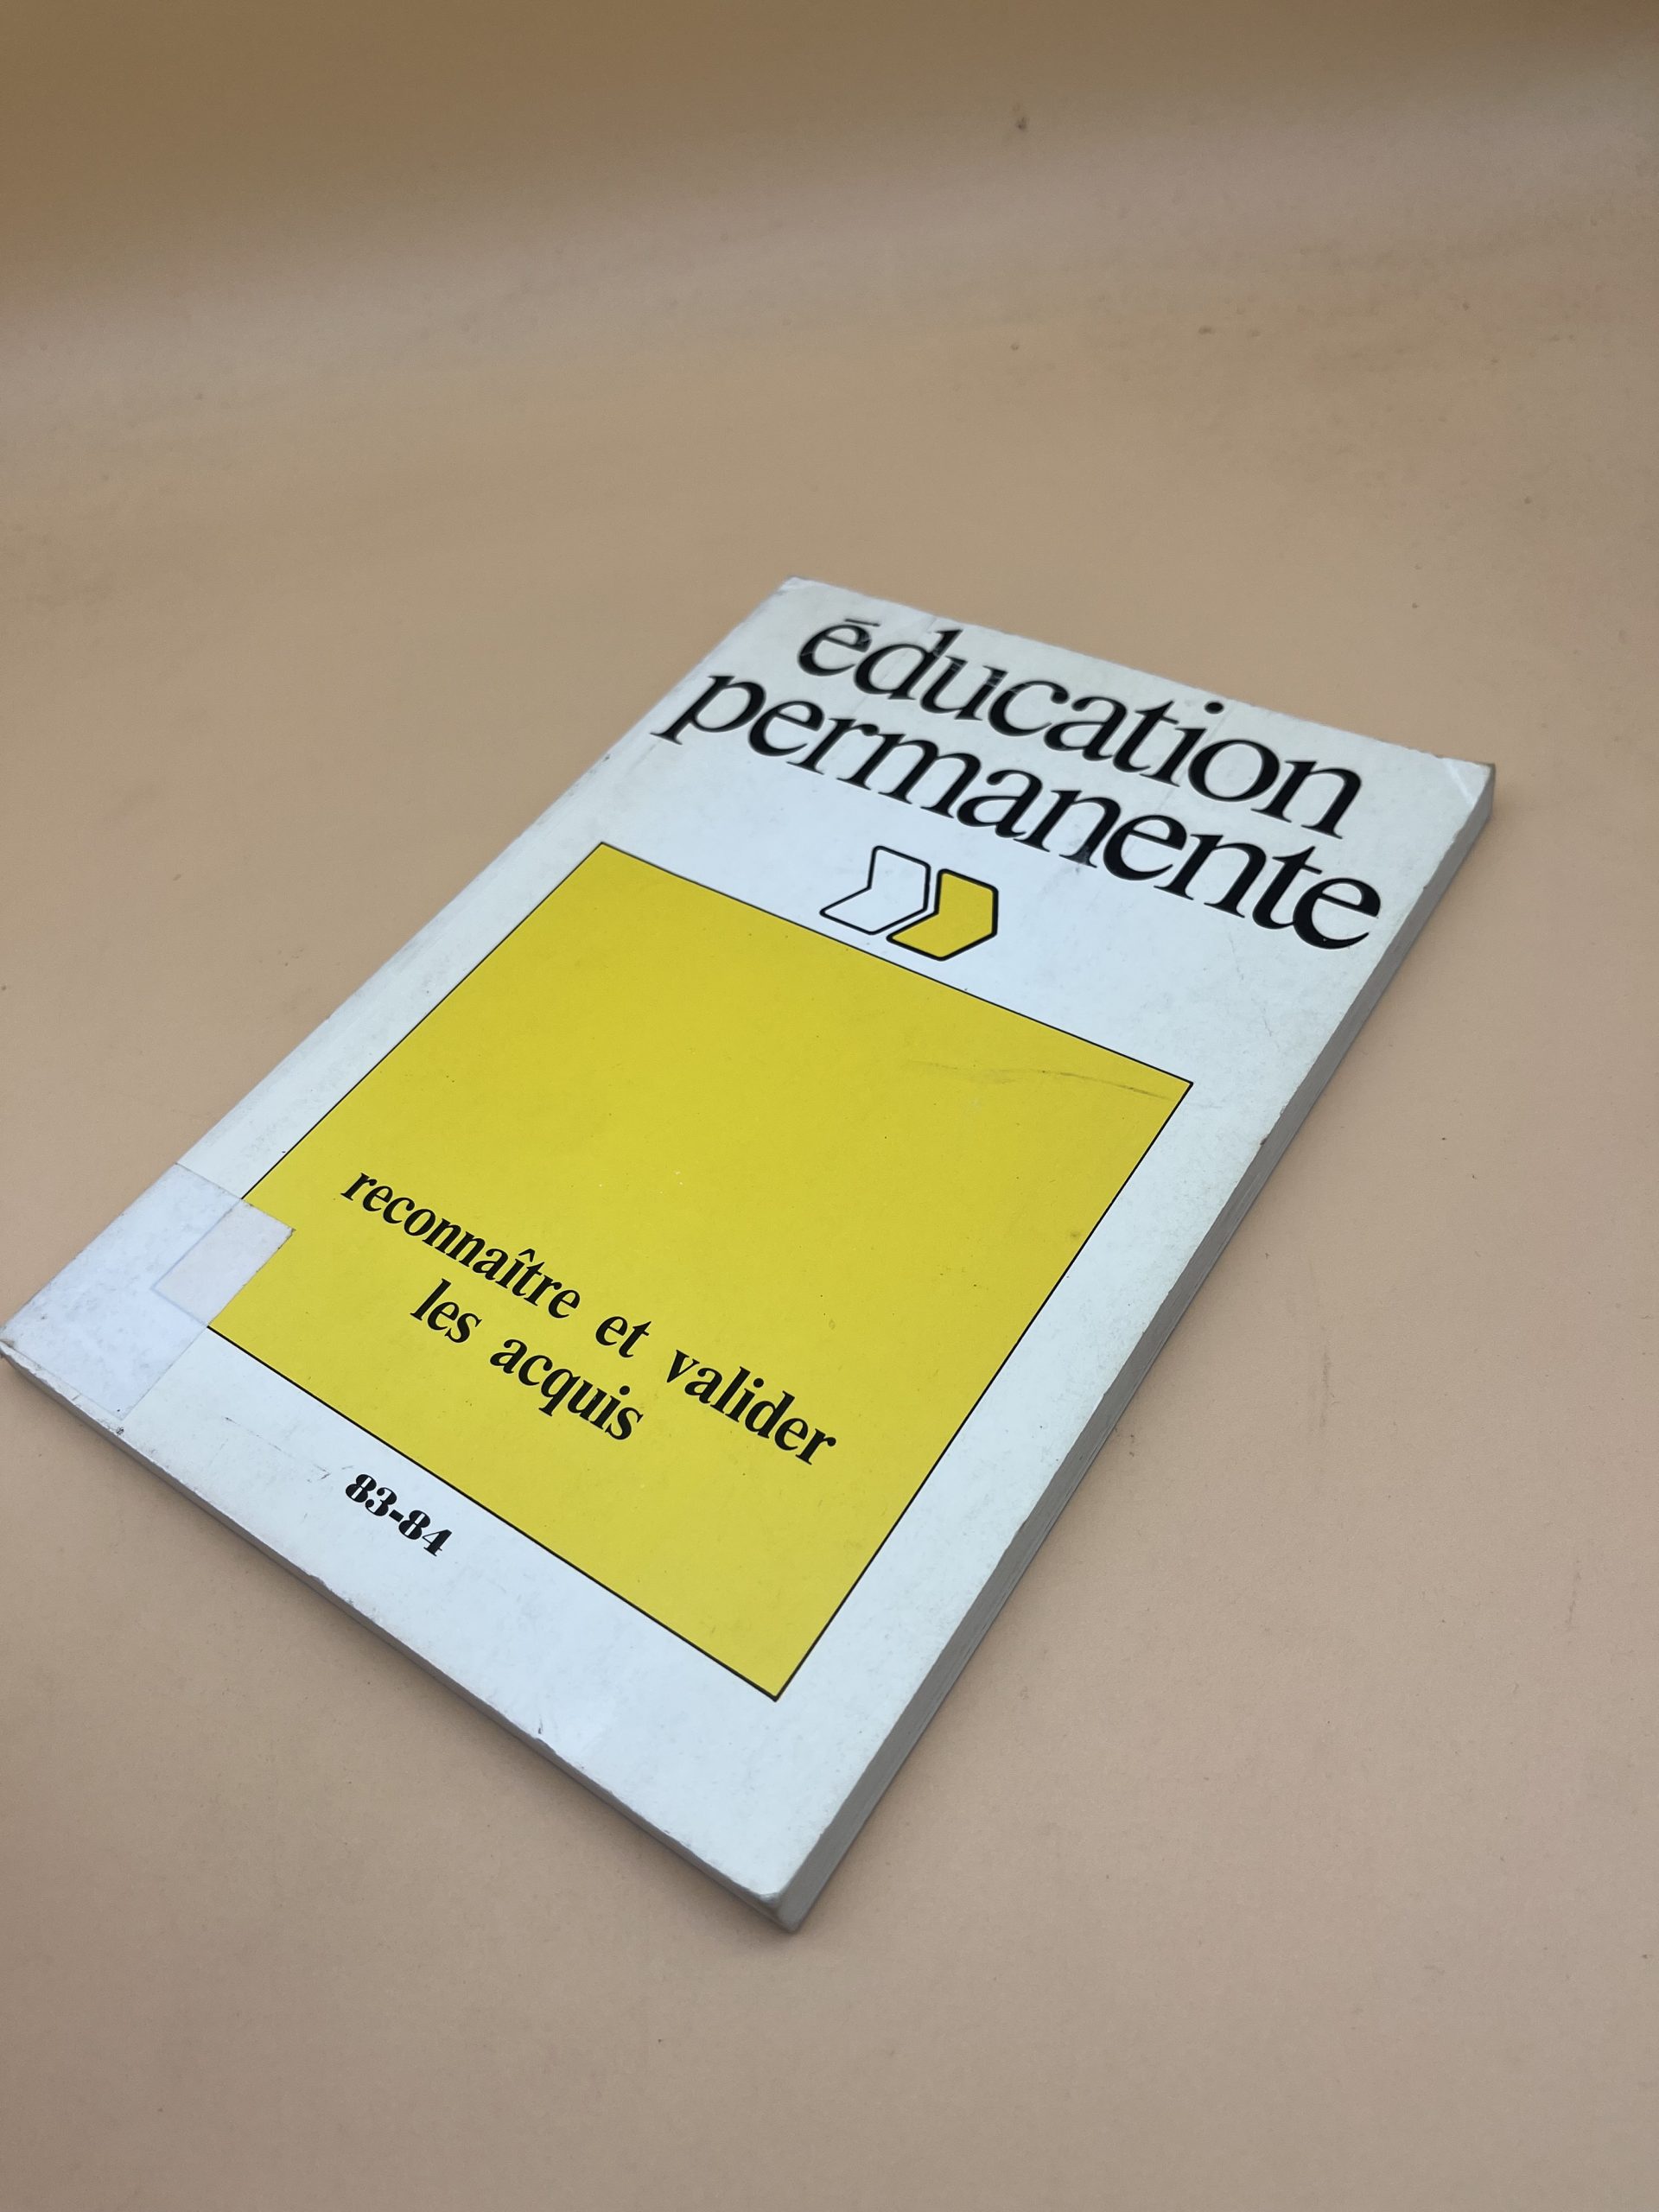 éducation
permanente
reconnaître et valider
les acquis
83-84